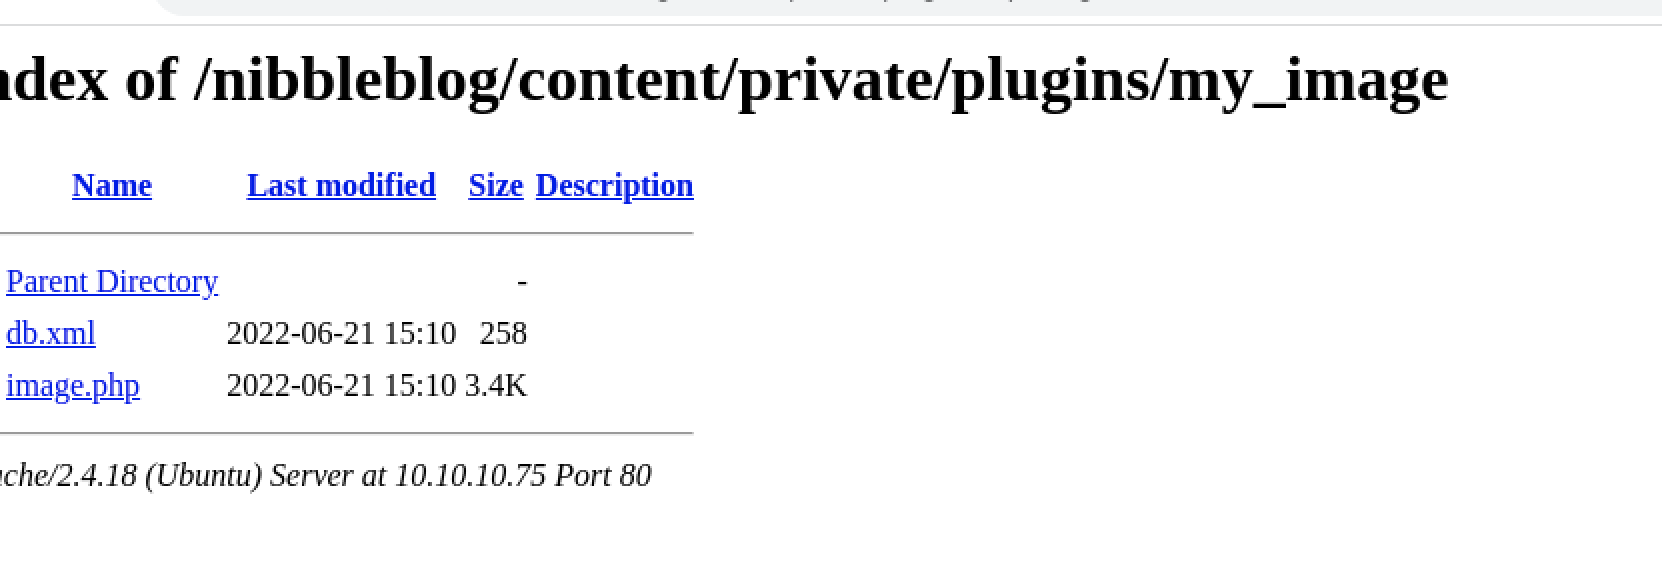 ndex of /nibbleblog/content/private/plugins/my_image
Name Last modified Size Description
Parent Directory -
db.xml 2022-06-21 15:10 258
image.php 2022-06-21 15:10 3.4K
ache/2.4.18 (Ubuntu) Server at 10.10.10.75 Port 80